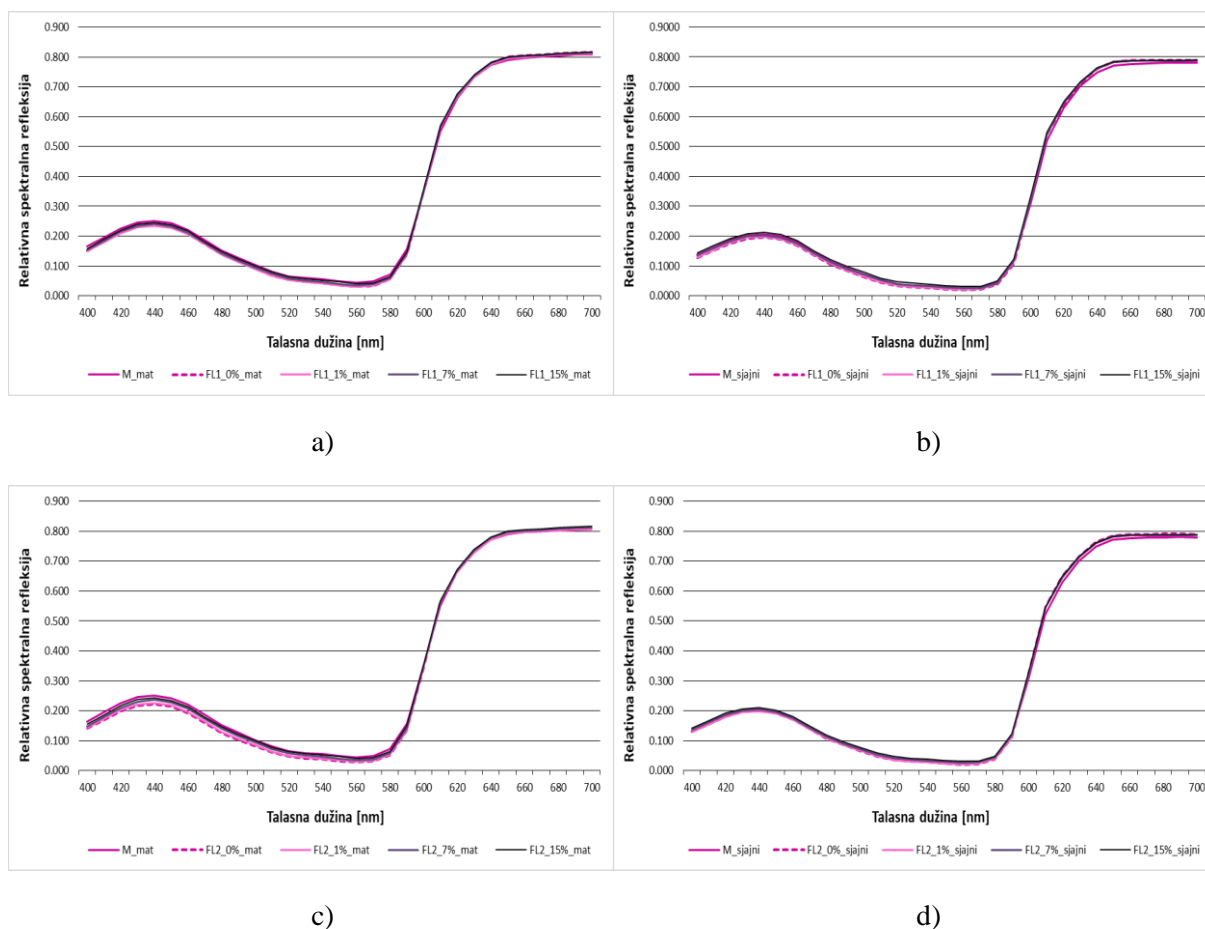 Relativna spektralna refleksija
0.900
0.800
0.700
0.600
0.500
0.400
0.300
0.200
0.100
0.000
400 420 440 460 480 500 520 540 560 580 600 620 640 660 680 700
Talasna dužina [nm]
M_mat FL1_0%_mat FL1_1%_mat FL1_7%_mat FL1_15%_mat
a)
Relativna spektralna refleksija
0.9000
0.8000
0.7000
0.6000
0.5000
0.4000
0.3000
0.2000
0.1000
0.0000
400 420 440 460 480 500 520 540 560 580 600 620 640 660 680 700
Talasna dužina [nm]
M_sjajni FL1_0%_sjajni FL1_1%_sjajni FL1_7%_sjajni FL1_15%_sjajni
b)
Relativna spektralna refleksija
0.900
0.800
0.700
0.600
0.500
0.400
0.300
0.200
0.100
0.000
400 420 440 460 480 500 520 540 560 580 600 620 640 660 680 700
Talasna dužina [nm]
M_mat FL2_0%_mat FL2_1%_mat FL2_7%_mat FL2_15%_mat
c)
Relativna spektralna refleksija
0.900
0.800
0.700
0.600
0.500
0.400
0.300
0.200
0.100
0.000
400 420 440 460 480 500 520 540 560 580 600 620 640 660 680 700
Talasna dužina [nm]
M_sjajni FL2_0%_sjajni FL2_1%_sjajni FL2_7%_sjajni FL2_15%_sjajni
d)